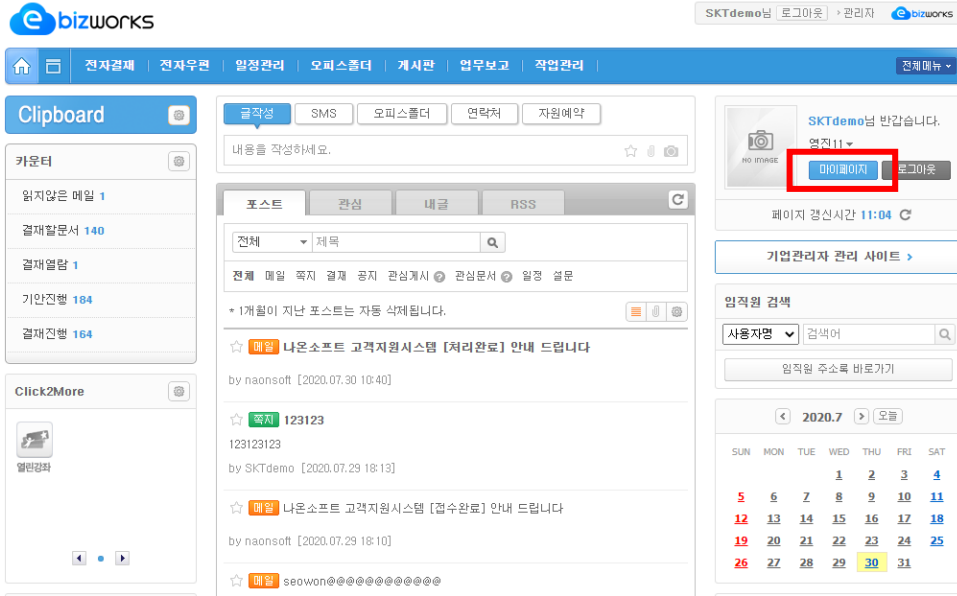 bizworks
SKTdemo님 로그아웃 > 관리자 bizworks
전자결재 전자우편 일정관리 오피스폴더 게시판 업무보고 작업관리 전체메뉴
Clipboard
카운터
읽지않은 메일 1
결재할문서 140
결재열람 1
기안진행 184
결재진행 164
Click2More
열린강좌
글작성 SMS 오피스폴더 연락처 자원예약
내용을 작성하세요.
포스트 관심 내글 RSS
전체 제목
전체 메일 쪽지 결재 공지 관심게시 ? 관심문서 ? 일정 설문
* 1개월이 지난 포스트는 자동 삭제됩니다.
메일 나온소프트 고객지원시스템 [처리완료] 안내 드립니다
by naonsoft [2020.07.30 10:40]
쪽지 123123
123123123
by SKTdemo [2020.07.29 18:13]
메일 나온소프트 고객지원시스템 [접수완료] 안내 드립니다
by naonsoft [2020.07.29 18:10]
메일 seowon@@@@@@@@@@@@
NO IMAGE
SKTdemo님 반갑습니다.
영진11
마이페이지 로그아웃
페이지 갱신시간 11:04
기업관리자 관리 사이트 >
임직원 검색
사용자명 검색어
임직원 주소록 바로가기
< 2020.7 > 오늘
SUN MON TUE WED THU FRI SAT
1 2 3 4
5 6 7 8 9 10 11
12 13 14 15 16 17 18
19 20 21 22 23 24 25
26 27 28 29 30 31